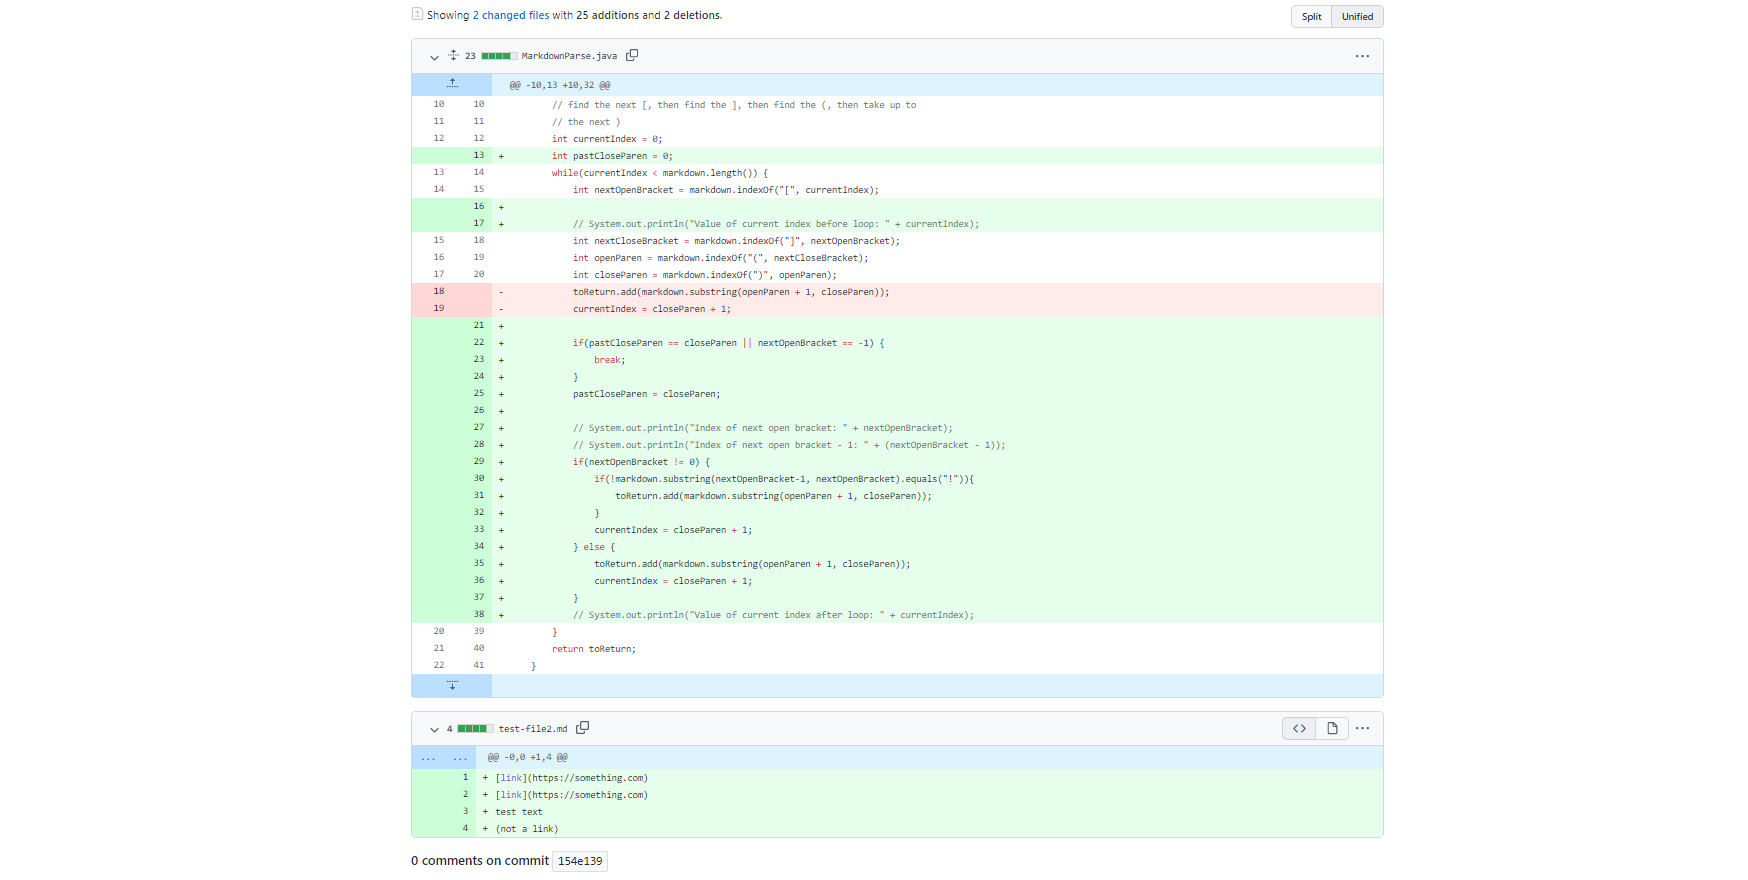 Showing 2 changed files with 25 additions and 2 deletions.
Split Unified
23 MarkdownParse.java ...
@@ -10,13 +10,32 @@
10 10 // find the next [, then find the ], then find the (, then take up to
11 11 // the next )
12 12 int currentIndex = 0;
13 + int pastCloseParen = 0;
13 14 while(currentIndex < markdown.length()) {
14 15 int nextOpenBracket = markdown.indexOf("[", currentIndex);
16 +
17 + // System.out.println("Value of current index before loop: " + currentIndex);
15 18 int nextCloseBracket = markdown.indexOf("]", nextOpenBracket);
16 19 int openParen = markdown.indexOf("(", nextCloseBracket);
17 20 int closeParen = markdown.indexOf(")", openParen);
18 - toReturn.add(markdown.substring(openParen + 1, closeParen));
19 - currentIndex = closeParen + 1;
21 +
22 + if(pastCloseParen == closeParen || nextOpenBracket == -1) {
23 + break;
24 + }
25 + pastCloseParen = closeParen;
26 +
27 + // System.out.println("Index of next open bracket: " + nextOpenBracket);
28 + // System.out.println("Index of next open bracket - 1: " + (nextOpenBracket - 1));
29 + if(nextOpenBracket != 0) {
30 + if(!markdown.substring(nextOpenBracket-1, nextOpenBracket).equals("!")){
31 + toReturn.add(markdown.substring(openParen + 1, closeParen));
32 + }
33 + currentIndex = closeParen + 1;
34 + } else {
35 + toReturn.add(markdown.substring(openParen + 1, closeParen));
36 + currentIndex = closeParen + 1;
37 + }
38 + // System.out.println("Value of current index after loop: " + currentIndex);
20 39 }
21 40 return toReturn;
22 41 }
4 test-file2.md <> ...
... ... @@ -0,0 +1,4 @@
1 + [link](https://something.com)
2 + [link](https://something.com)
3 + test text
4 + (not a link)
0 comments on commit 154e139